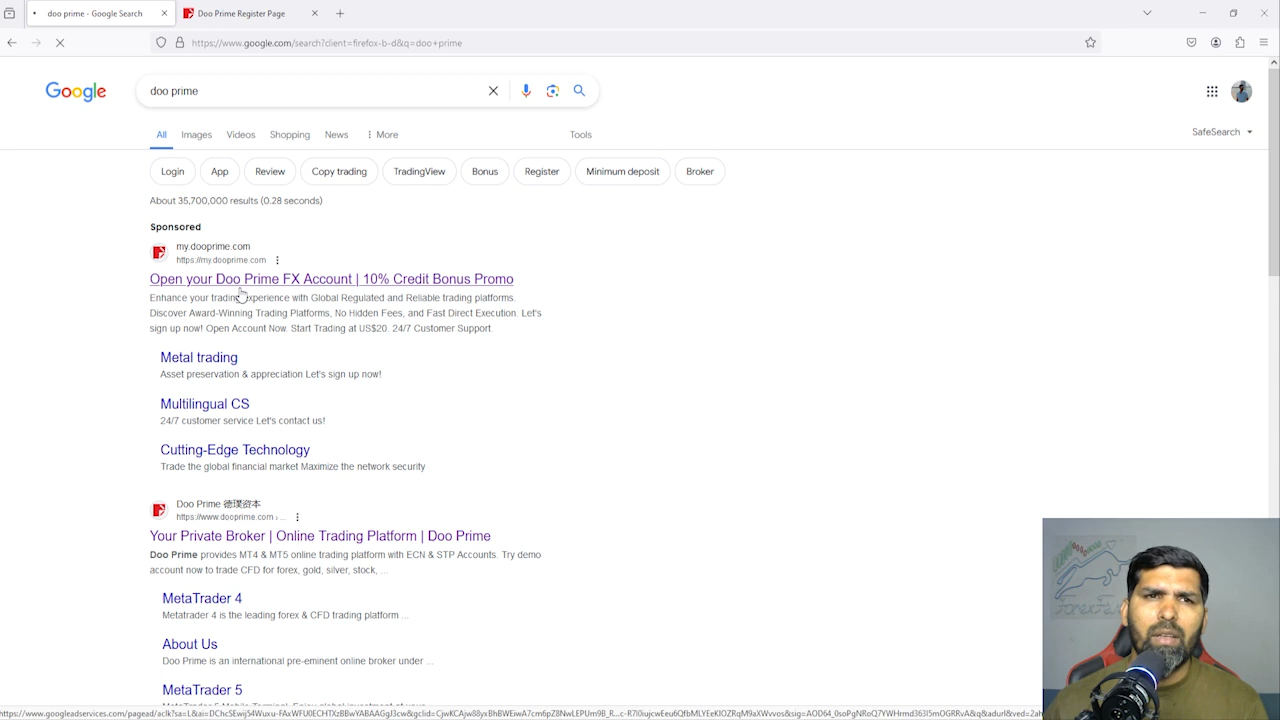 doo prime - Google Search
Doo Prime Register Page
https://www.google.com/search?client=firefox-b-d&q=doo+prime
Google
doo prime
All
Images
Videos
Shopping
News
More
Tools
SafeSearch
Login
App
Review
Copy trading
TradingView
Bonus
Register
Minimum deposit
Broker
About 35,700,000 results (0.28 seconds)
Sponsored
my.dooprime.com
https://my.dooprime.com
Open your Doo Prime FX Account | 10% Credit Bonus Promo
Enhance your trading experience with Global Regulated and Reliable trading platforms.
Discover Award-Winning Trading Platforms, No Hidden Fees, and Fast Direct Execution. Let's
sign up now! Open Account Now. Start Trading at US$20. 24/7 Customer Support.
Metal trading
Asset preservation & appreciation Let's sign up now!
Multilingual CS
24/7 customer service Let's contact us!
Cutting-Edge Technology
Trade the global financial market Maximize the network security
Doo Prime 德璞资本
https://www.dooprime.com › ...
Your Private Broker | Online Trading Platform | Doo Prime
Doo Prime provides MT4 & MT5 online trading platform with ECN & STP Accounts. Try demo
account now to trade CFD for forex, gold, silver, stock, ...
MetaTrader 4
Metatrader 4 is the leading forex & CFD trading platform ...
About Us
Doo Prime is an international pre-eminent online broker under ...
MetaTrader 5